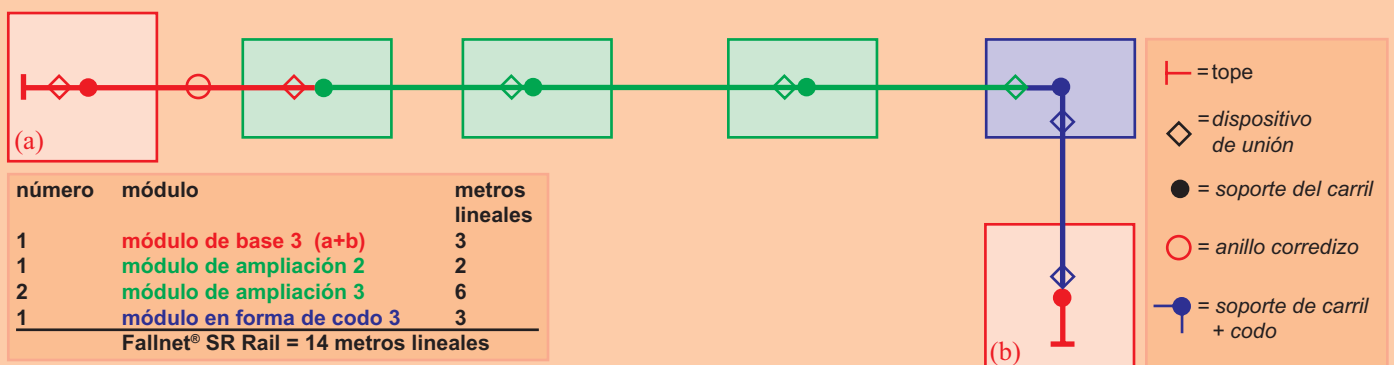 (a)
número módulo metros
lineales
1 módulo de base 3 (a+b) 3
1 módulo de ampliación 2 2
2 módulo de ampliación 3 6
1 módulo en forma de codo 3 3
Fallnet® SR Rail = 14 metros lineales
(b)
= tope
= dispositivo
de unión
= soporte del carril
= anillo corredizo
= soporte de carril
+ codo